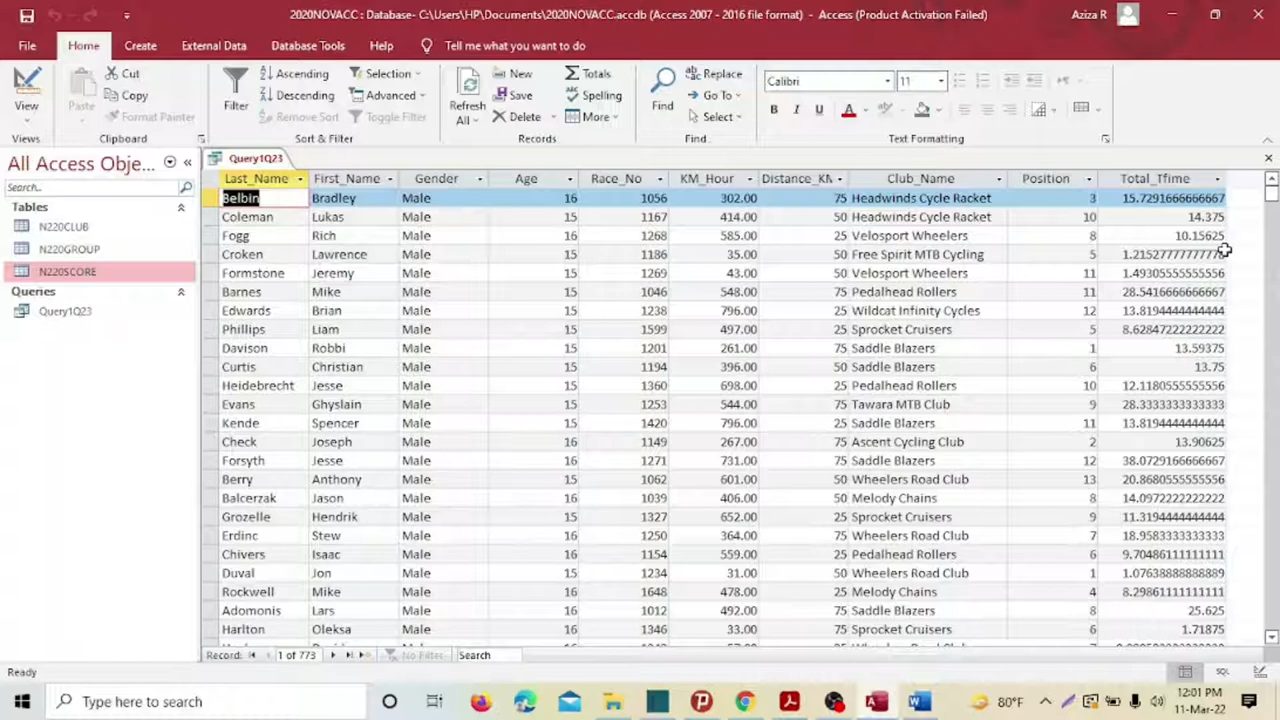 2020NOVACC : Database- C:\Users\HP\Documents\2020NOVACC.accdb (Access 2007 - 2016 file format) - Access (Product Activation Failed) Aziza R
File Home Create External Data Database Tools Help Tell me what you want to do
View Paste Cut Copy Format Painter Filter Ascending Descending Remove Sort Selection Advanced Toggle Filter Refresh All New Save Delete Totals Spelling More Find Replace Go To Select Calibri 11 B I U A
Views Clipboard Sort & Filter Records Find Text Formatting
All Access Obje...
Search...
Tables
N220CLUB
N220GROUP
N220SCORE
Queries
Query1Q23
Query1Q23
Last_Name First_Name Gender Age Race_No KM_Hour Distance_KM Club_Name Position Total_Tfime
Belbin Bradley Male 16 1056 302.00 75 Headwinds Cycle Racket 3 15.7291666666667
Coleman Lukas Male 15 1167 414.00 50 Headwinds Cycle Racket 10 14.375
Fogg Rich Male 16 1268 585.00 25 Velosport Wheelers 8 10.15625
Croken Lawrence Male 15 1186 35.00 50 Free Spirit MTB Cycling 5
Formstone Jeremy Male 15 1269 43.00 50 Velosport Wheelers 11 1.49305555555556
Barnes Mike Male 15 1046 548.00 75 Pedalhead Rollers 11 28.5416666666667
Edwards Brian Male 15 1238 796.00 25 Wildcat Infinity Cycles 12 13.8194444444444
Phillips Liam Male 15 1599 497.00 25 Sprocket Cruisers 5 8.62847222222222
Davison Robbi Male 15 1201 261.00 75 Saddle Blazers 1 13.59375
Curtis Christian Male 15 1194 396.00 50 Saddle Blazers 6 13.75
Heidebrecht Jesse Male 15 1360 698.00 25 Pedalhead Rollers 10 12.1180555555556
Evans Ghyslain Male 15 1253 544.00 75 Tawara MTB Club 9 28.3333333333333
Kende Spencer Male 15 1420 796.00 25 Saddle Blazers 11 13.8194444444444
Check Joseph Male 16 1149 267.00 75 Ascent Cycling Club 2 13.90625
Forsyth Jesse Male 16 1271 731.00 75 Saddle Blazers 12 38.0729166666667
Berry Anthony Male 15 1062 601.00 50 Wheelers Road Club 13 20.8680555555556
Balcerzak Jason Male 16 1039 406.00 50 Melody Chains 8 14.0972222222222
Grozelle Hendrik Male 15 1327 652.00 25 Sprocket Cruisers 9 11.3194444444444
Erdinc Stew Male 16 1250 364.00 75 Wheelers Road Club 7 18.9583333333333
Chivers Isaac Male 16 1154 559.00 25 Pedalhead Rollers 6 9.70486111111111
Duval Jon Male 15 1234 31.00 50 Wheelers Road Club 1 1.07638888888889
Rockwell Mike Male 16 1648 478.00 25 Melody Chains 4 8.29861111111111
Adomonis Lars Male 16 1012 492.00 75 Saddle Blazers 8 25.625
Harlton Oleksa Male 16 1346 33.00 75 Sprocket Cruisers 6 1.71875
Record: 1 of 773 No Filter Search
Ready SQL
Type here to search 80°F 12:01 PM
11-Mar-22